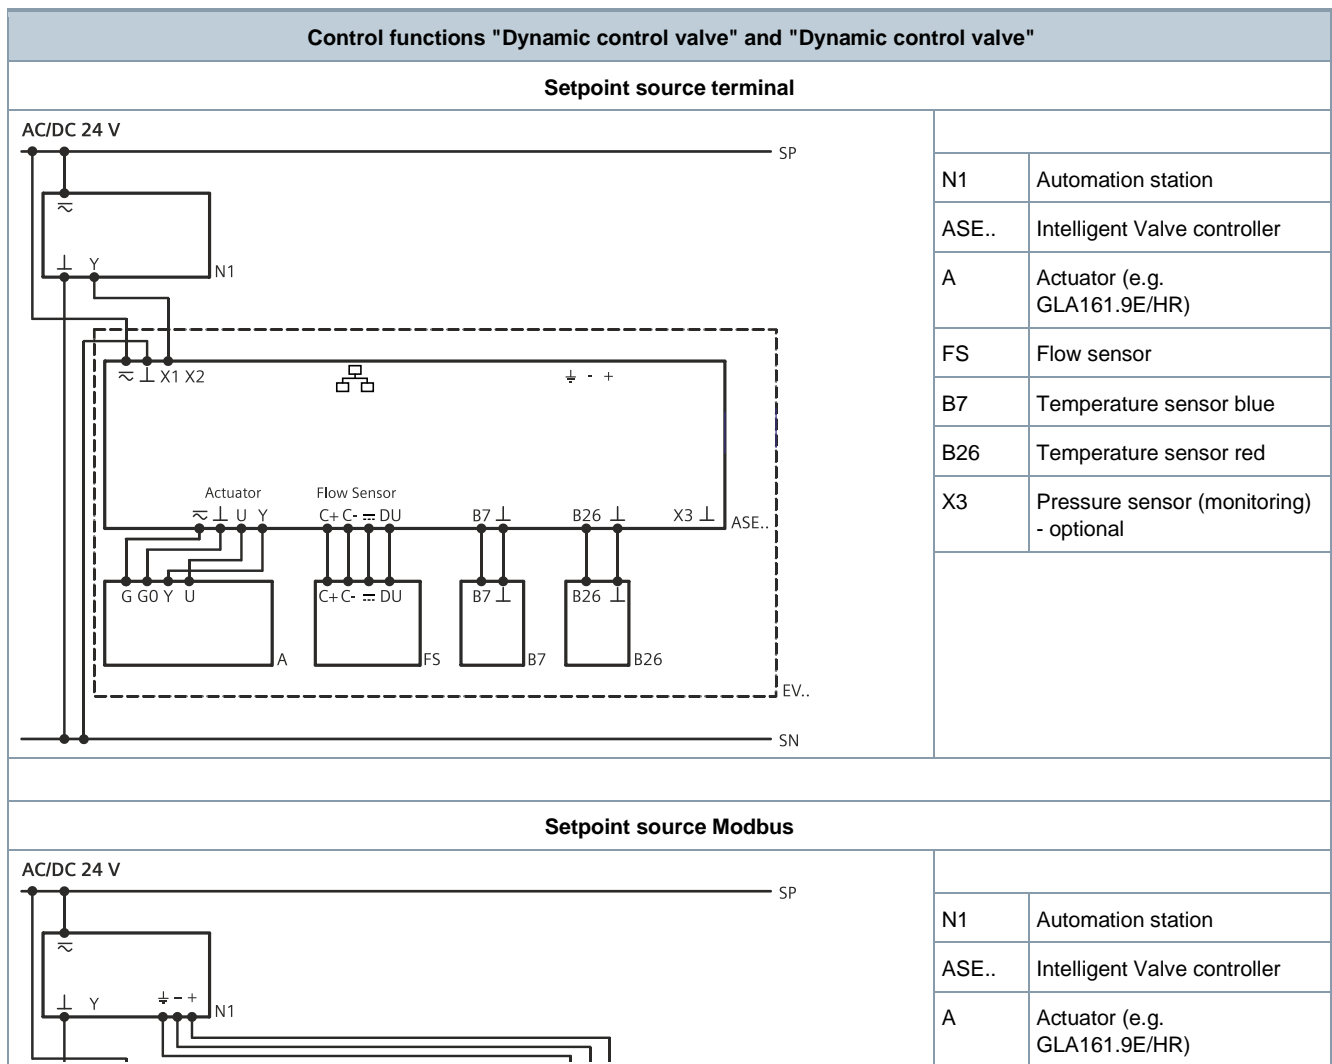 Control functions "Dynamic control valve" and "Dynamic control valve"
Setpoint source terminal
AC/DC 24 V
SP
⊥ Y
N1
⊥ X1 X2
⏚ - +
Actuator Flow Sensor
⊥ U Y C+ C- ⎓ DU B7 ⊥ B26 ⊥ X3 ⊥ ASE..
G G0 Y U C+ C- ⎓ DU B7 ⊥ B26 ⊥
A FS B7 B26
EV..
SN
N1 Automation station
ASE.. Intelligent Valve controller
A Actuator (e.g.
GLA161.9E/HR)
FS Flow sensor
B7 Temperature sensor blue
B26 Temperature sensor red
X3 Pressure sensor (monitoring)
- optional
Setpoint source Modbus
AC/DC 24 V
SP
⊥ Y ⏚ - +
N1
N1 Automation station
ASE.. Intelligent Valve controller
A Actuator (e.g.
GLA161.9E/HR)